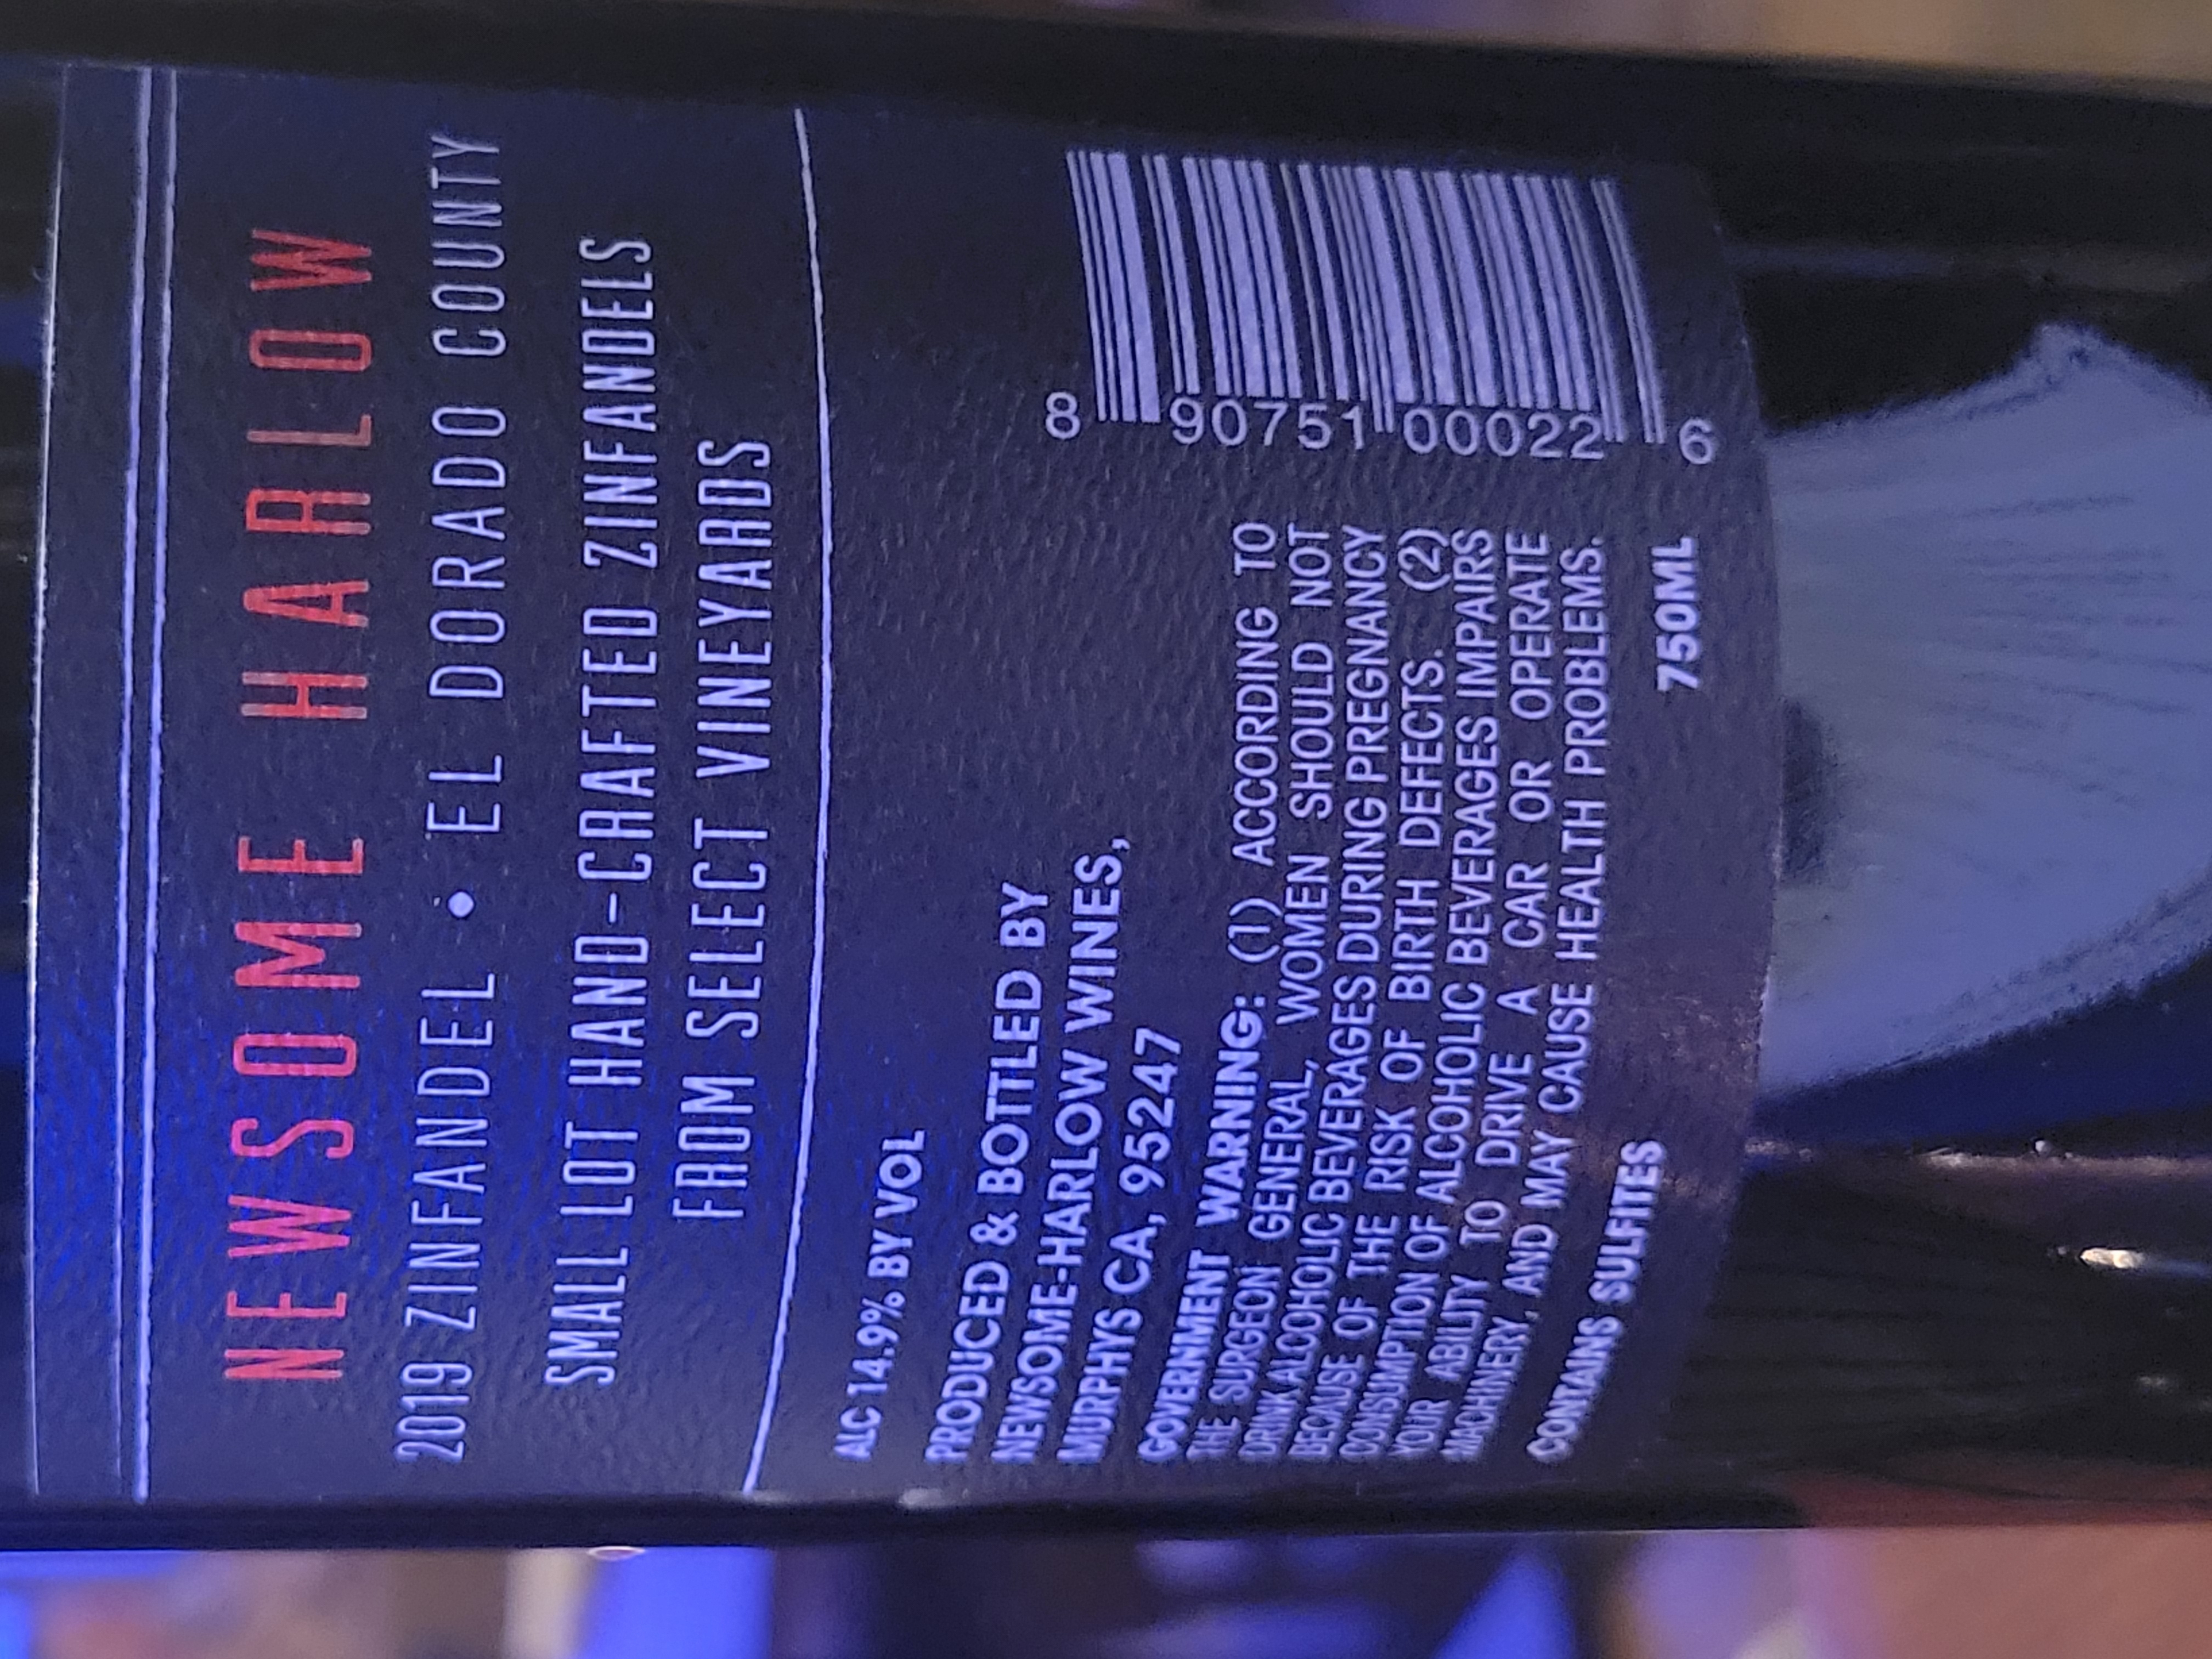 NEWSOME HARLOW
2019 ZINFANDEL • EL DORADO COUNTY
SMALL LOT HAND-CRAFTED ZINFANDELS
FROM SELECT VINEYARDS
ALC 14.9% BY VOL
PRODUCED & BOTTLED BY
NEWSOME-HARLOW WINES,
MURPHYS CA, 95247
GOVERNMENT WARNING: (1) ACCORDING TO
THE SURGEON GENERAL, WOMEN SHOULD NOT
DRINK ALCOHOLIC BEVERAGES DURING PREGNANCY
BECAUSE OF THE RISK OF BIRTH DEFECTS. (2)
CONSUMPTION OF ALCOHOLIC BEVERAGES IMPAIRS
YOUR ABILITY TO DRIVE A CAR OR OPERATE
MACHINERY, AND MAY CAUSE HEALTH PROBLEMS.
CONTAINS SULFITES 750ML
8 90751 00022 6